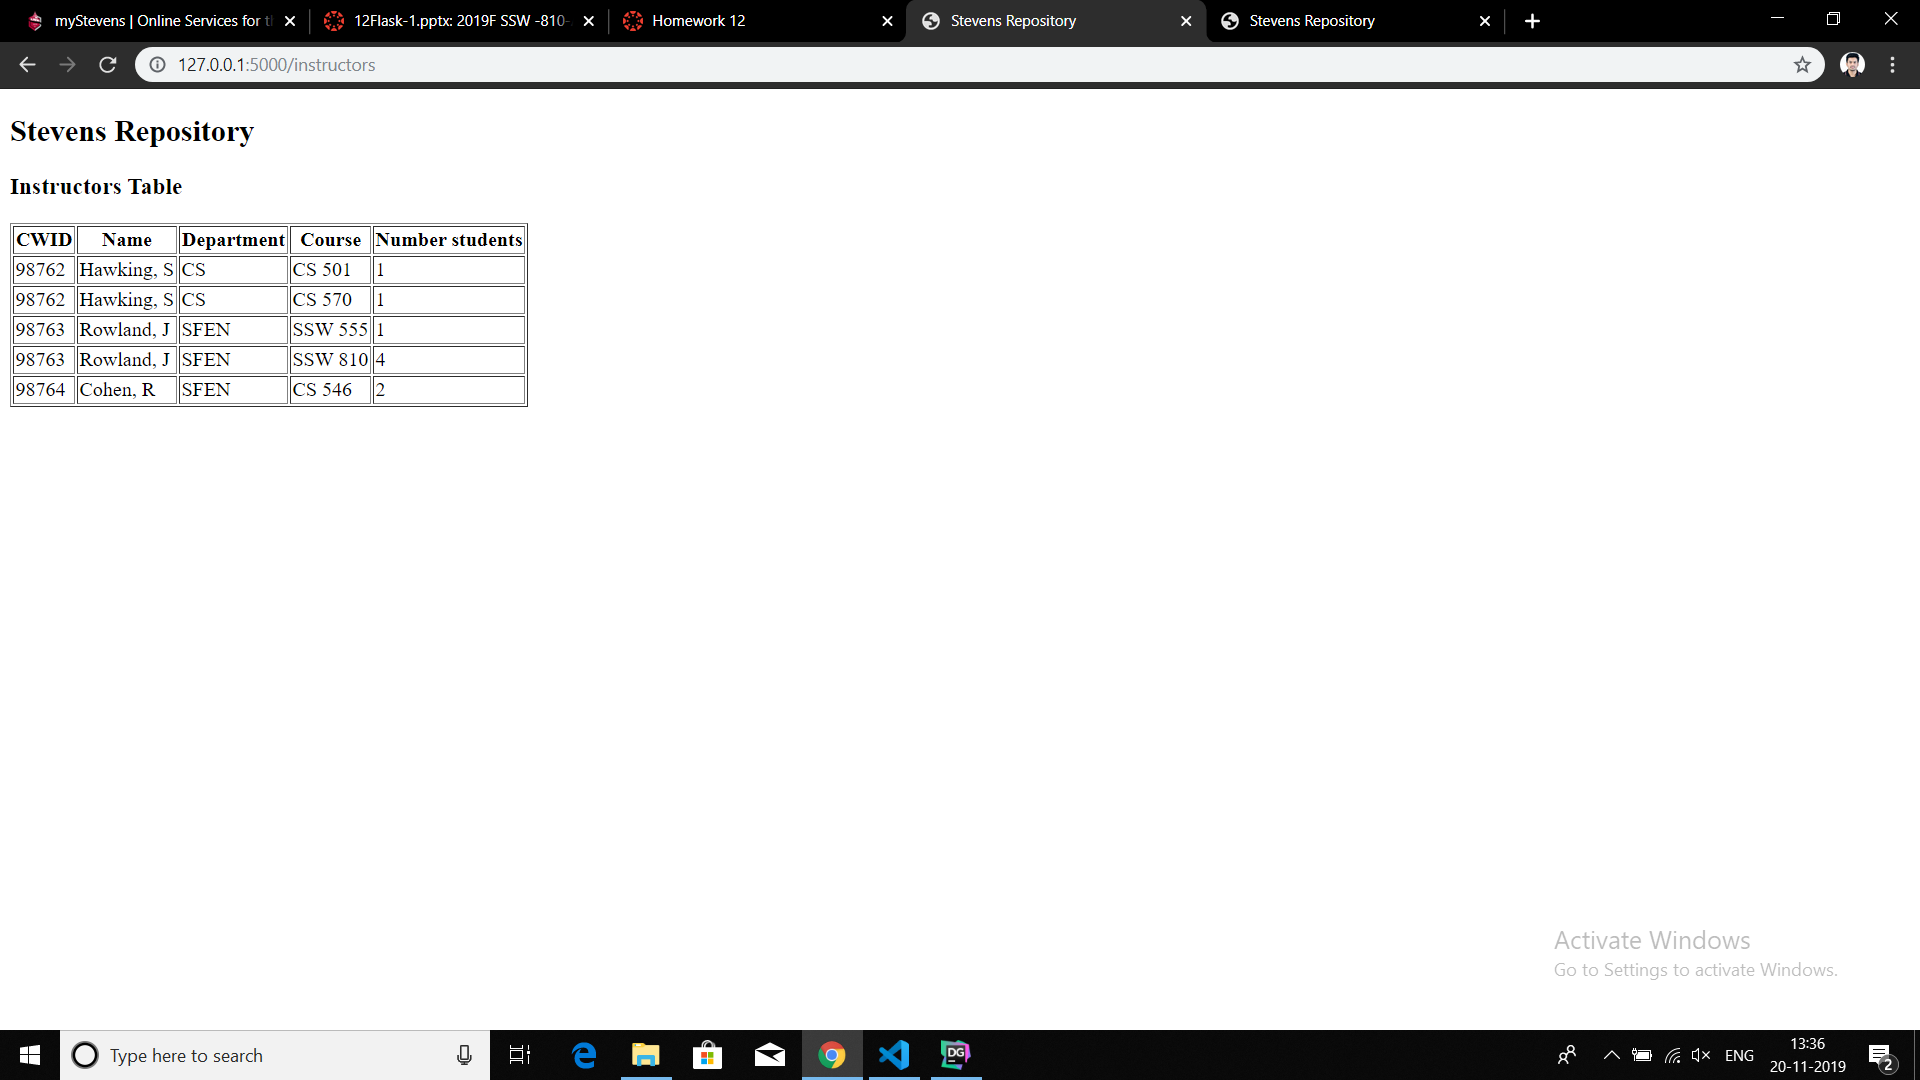 myStevens | Online Services for t
12Flask-1.pptx: 2019F SSW -810-
Homework 12
Stevens Repository
Stevens Repository
127.0.0.1:5000/instructors
Stevens Repository
Instructors Table
CWID Name Department Course Number students
98762 Hawking, S CS CS 501 1
98762 Hawking, S CS CS 570 1
98763 Rowland, J SFEN SSW 555 1
98763 Rowland, J SFEN SSW 810 4
98764 Cohen, R SFEN CS 546 2
Activate Windows
Go to Settings to activate Windows.
Type here to search
DG
ENG
13:36
20-11-2019
2